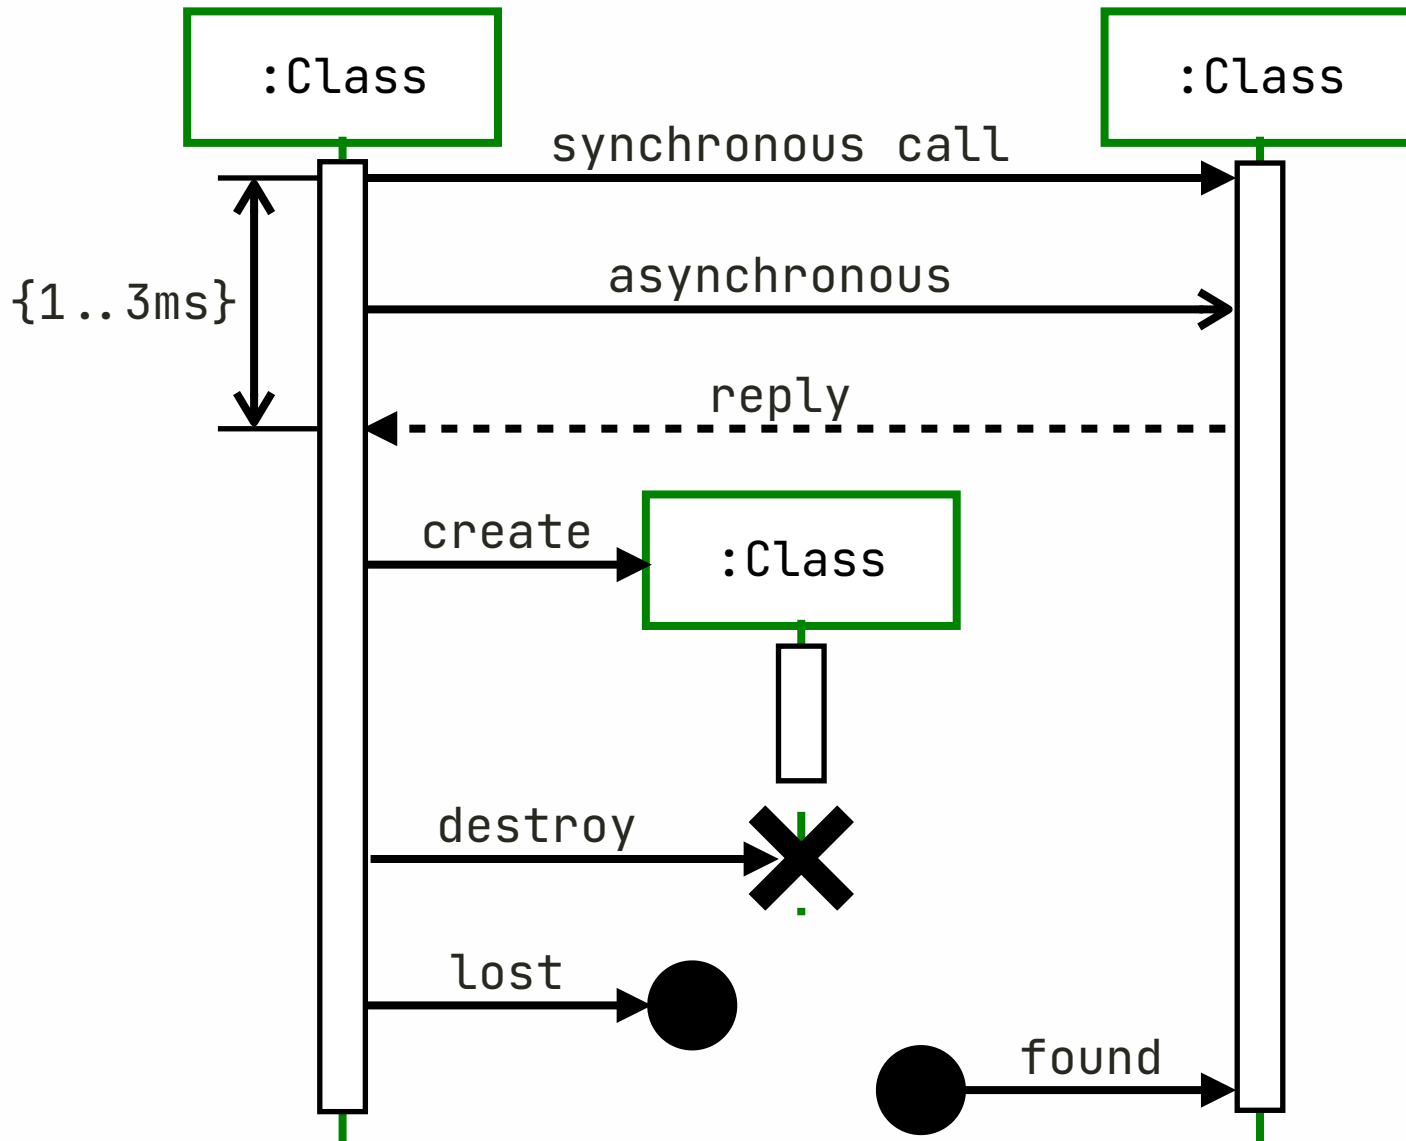 :Class
:Class
synchronous call
asynchronous
{1..3ms}
reply
create
:Class
destroy
lost
found